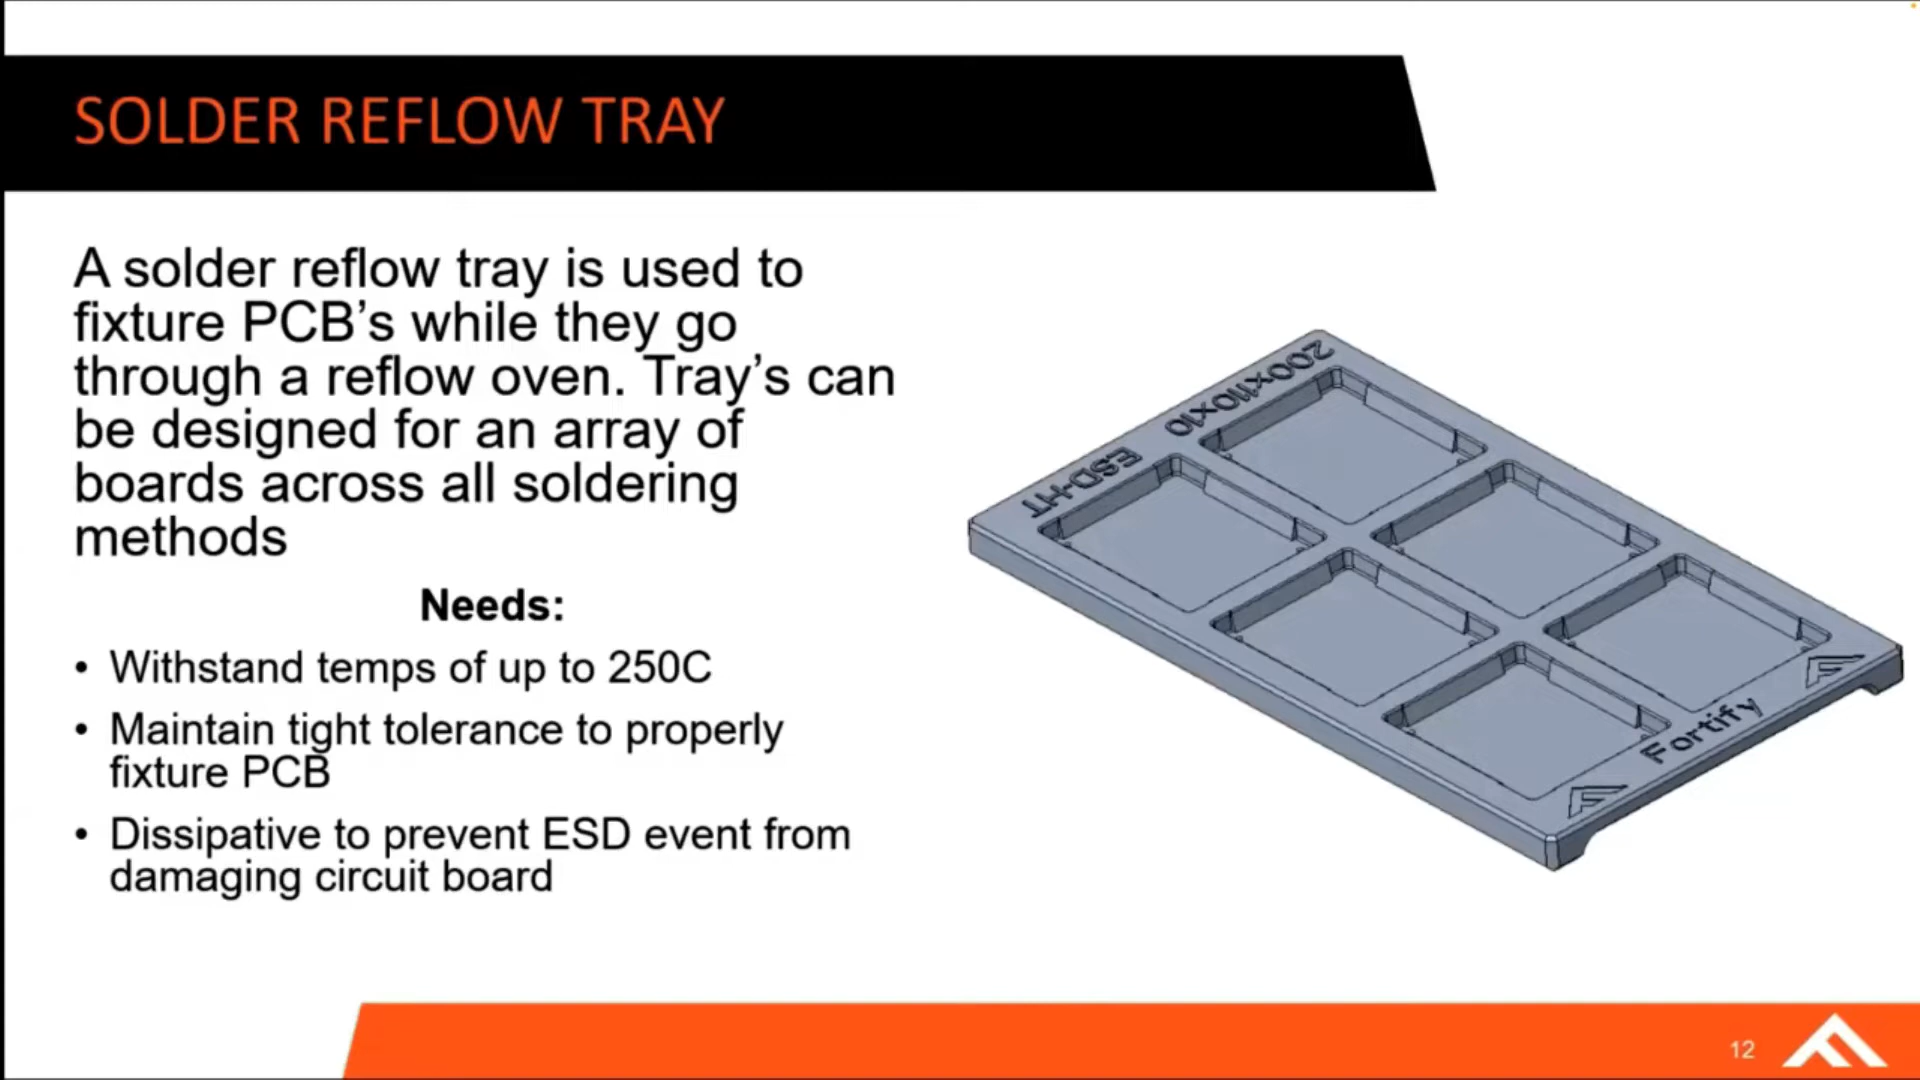 SOLDER REFLOW TRAY
A solder reflow tray is used to
fixture PCB’s while they go
through a reflow oven. Tray’s can
be designed for an array of
boards across all soldering
methods
Needs:
• Withstand temps of up to 250C
• Maintain tight tolerance to properly
fixture PCB
• Dissipative to prevent ESD event from
damaging circuit board
200x110x10
ESD-HT
Fortify
12